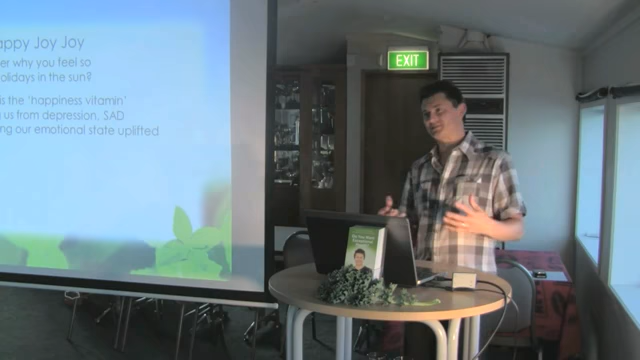 appy Joy Joy
er why you feel so
olidays in the sun?
is the 'happiness vitamin'
g us from depression, SAD
ng our emotional state uplifted
EXIT